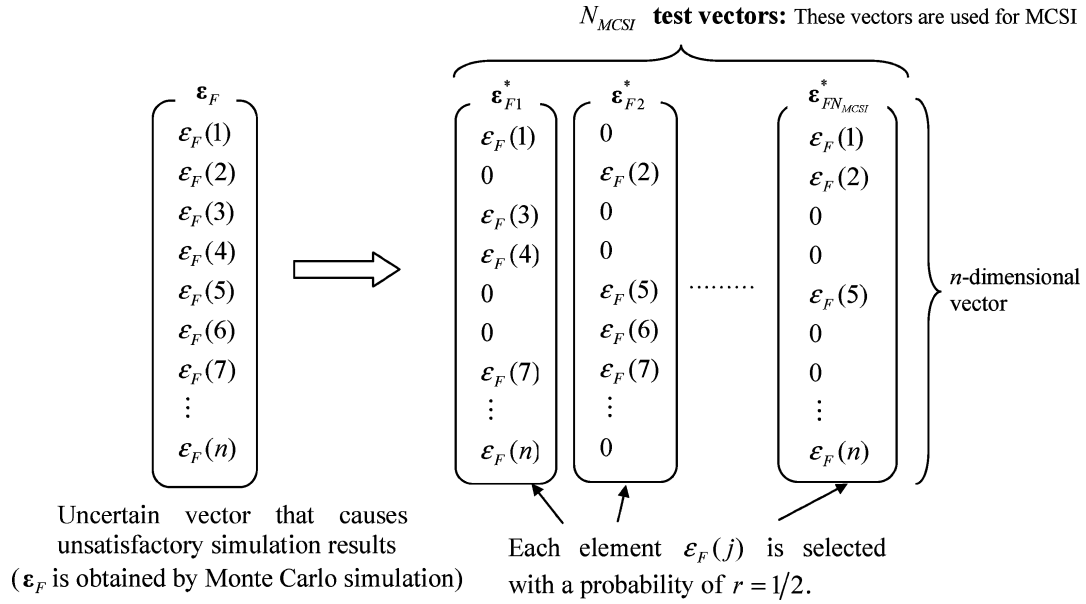 N_MCSI test vectors: These vectors are used for MCSI
ε_F
ε_F(1)
ε_F(2)
ε_F(3)
ε_F(4)
ε_F(5)
ε_F(6)
ε_F(7)
⋮
ε_F(n)
Uncertain vector that causes
unsatisfactory simulation results
(ε_F is obtained by Monte Carlo simulation)
ε*_F1
ε_F(1)
0
ε_F(3)
ε_F(4)
0
0
ε_F(7)
⋮
ε_F(n)
ε*_F2
0
ε_F(2)
0
0
ε_F(5)
ε_F(6)
ε_F(7)
⋮
0
·········
ε*_FN_MCSI
ε_F(1)
ε_F(2)
0
0
ε_F(5)
0
0
⋮
ε_F(n)
n-dimensional
vector
Each element ε_F(j) is selected
with a probability of r = 1/2.